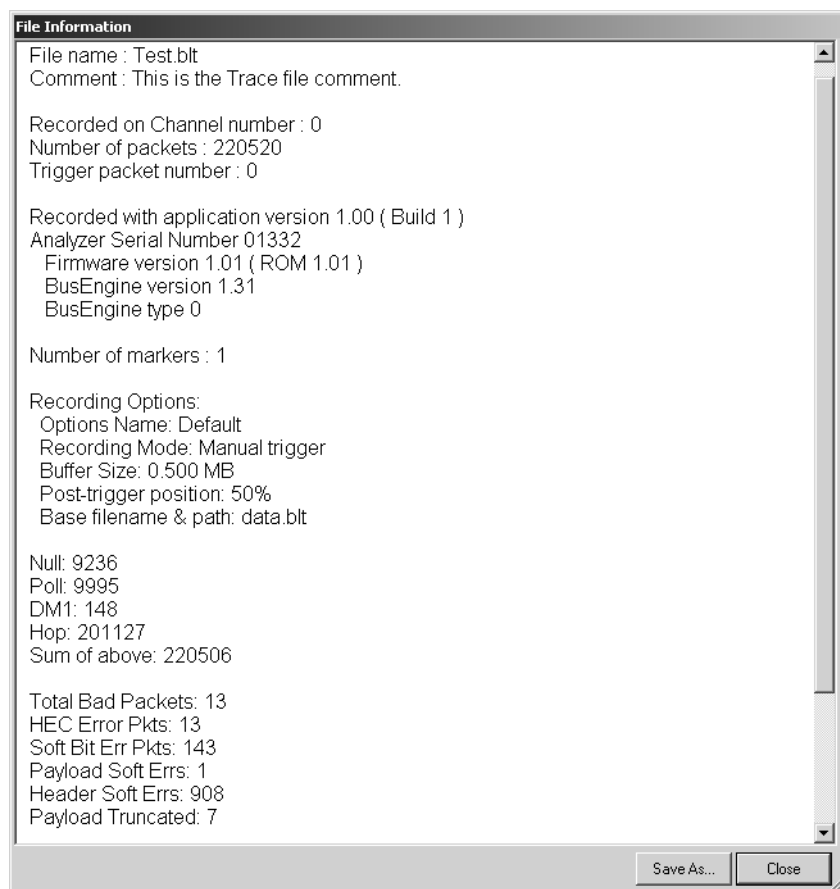 File Information
File name : Test.blt
Comment : This is the Trace file comment.
Recorded on Channel number : 0
Number of packets : 220520
Trigger packet number : 0
Recorded with application version 1.00 ( Build 1 )
Analyzer Serial Number 01332
Firmware version 1.01 ( ROM 1.01 )
BusEngine version 1.31
BusEngine type 0
Number of markers : 1
Recording Options:
Options Name: Default
Recording Mode: Manual trigger
Buffer Size: 0.500 MB
Post-trigger position: 50%
Base filename & path: data.blt
Null: 9236
Poll: 9995
DM1: 148
Hop: 201127
Sum of above: 220506
Total Bad Packets: 13
HEC Error Pkts: 13
Soft Bit Err Pkts: 143
Payload Soft Errs: 1
Header Soft Errs: 908
Payload Truncated: 7
Save As... Close